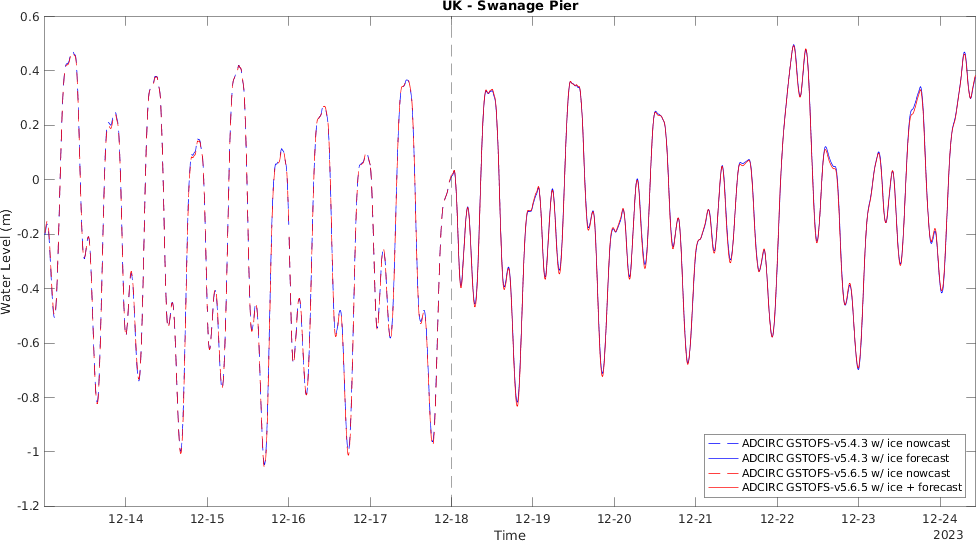 UK - Swanage Pier
0.6
0.4
0.2
0
-0.2
-0.4
-0.6
-0.8
-1
-1.2
Water Level (m)
12-14 12-15 12-16 12-17 12-18 12-19 12-20 12-21 12-22 12-23 12-24
Time
2023
ADCIRC GSTOFS-v5.4.3 w/ ice nowcast
ADCIRC GSTOFS-v5.4.3 w/ ice forecast
ADCIRC GSTOFS-v5.6.5 w/ ice nowcast
ADCIRC GSTOFS-v5.6.5 w/ ice + forecast